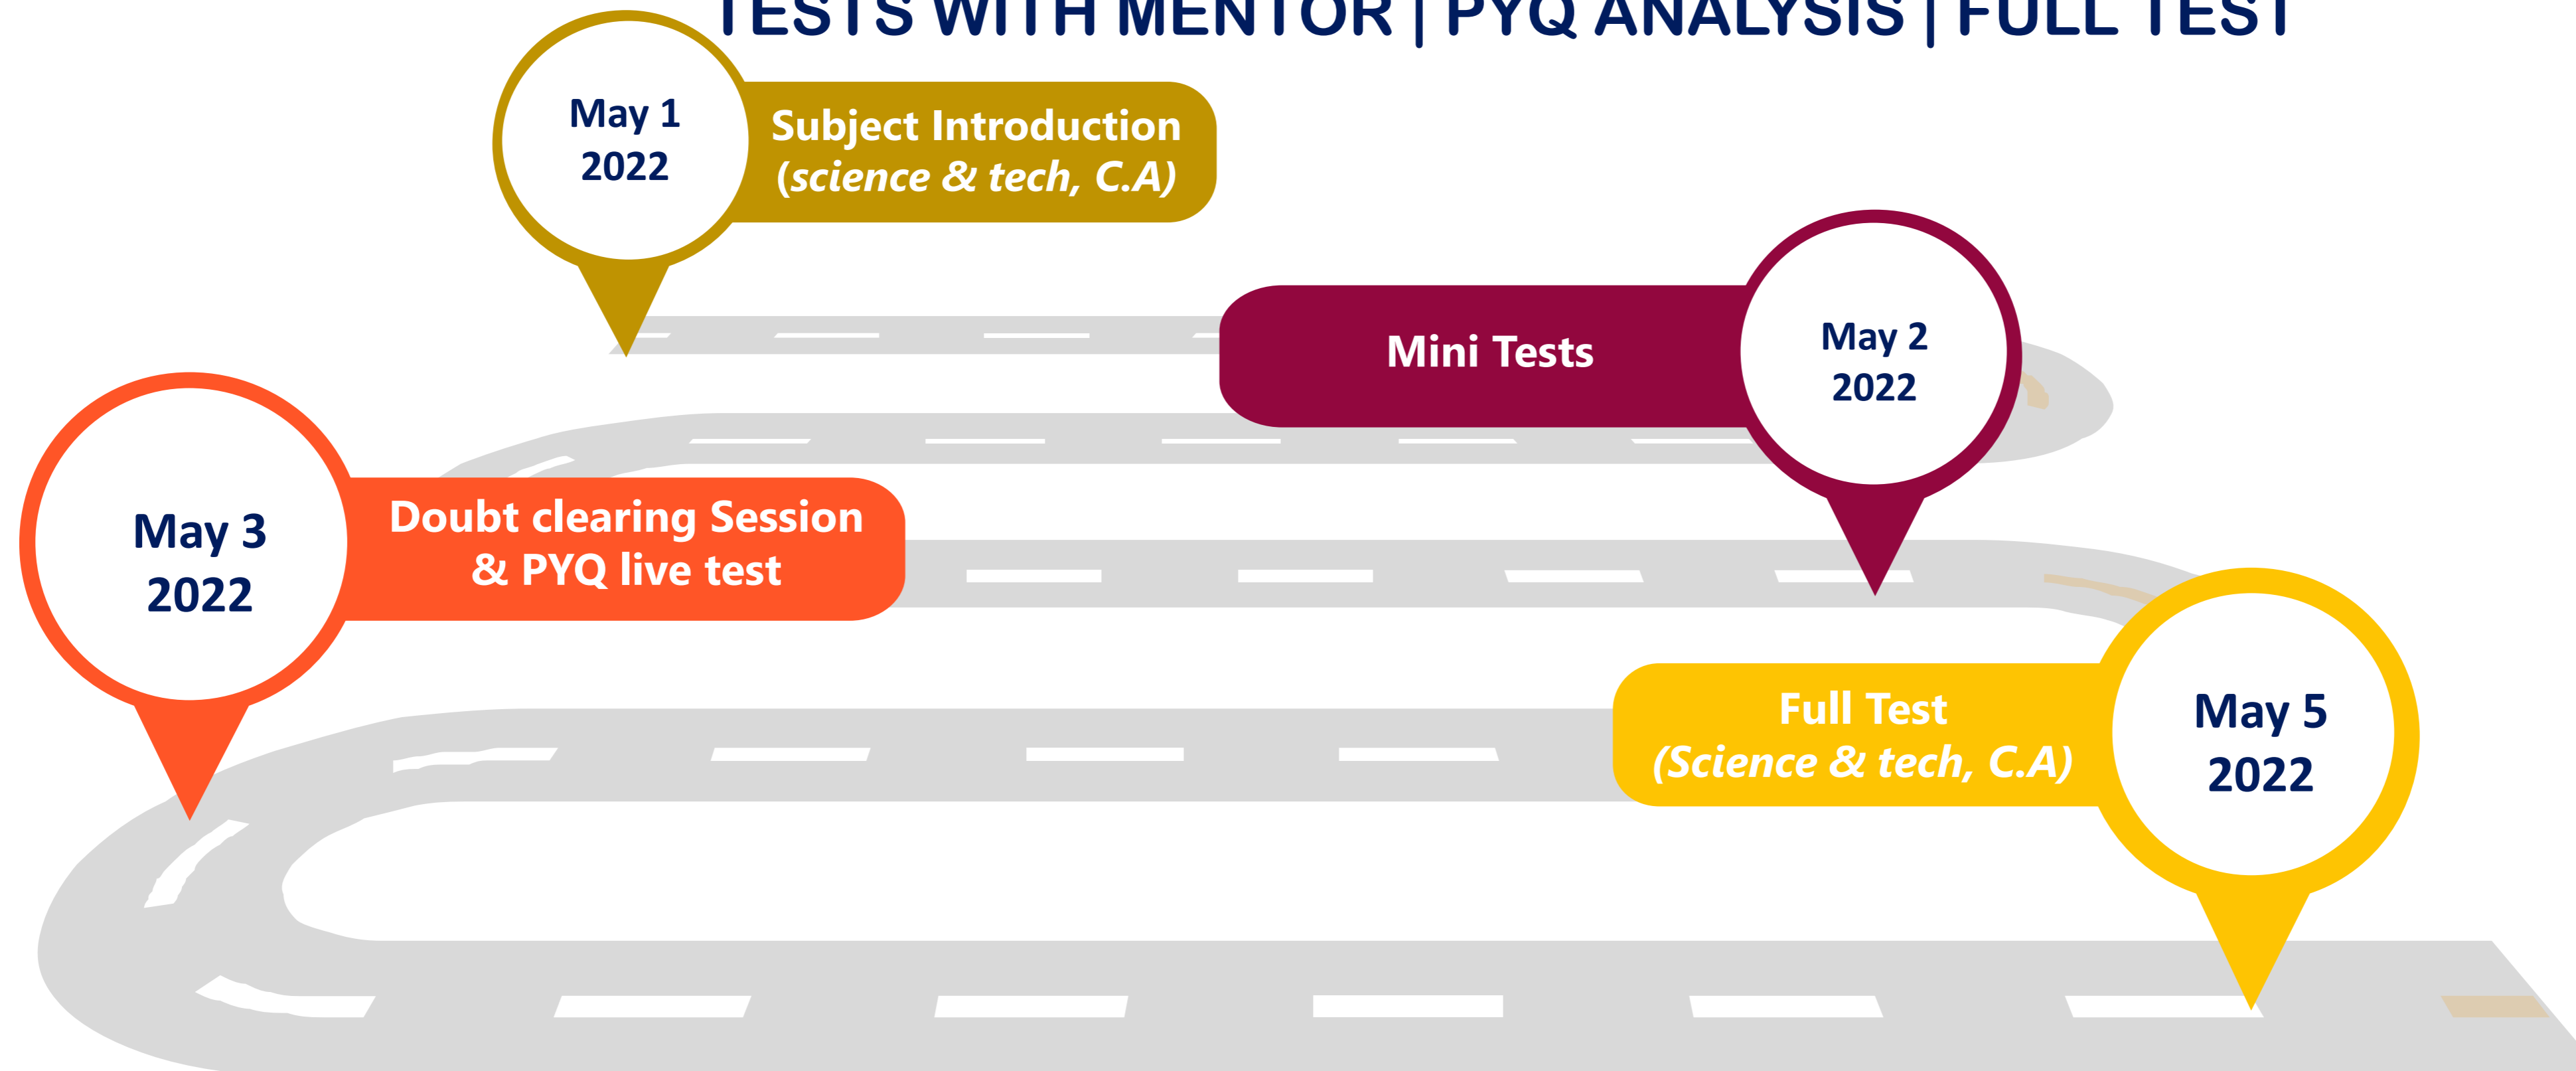 TESTS WITH MENTOR | PYQ ANALYSIS | FULL TEST
May 1
2022
Subject Introduction
(science & tech, C.A)
Mini Tests
May 2
2022
May 3
2022
Doubt clearing Session
& PYQ live test
Full Test
(Science & tech, C.A)
May 5
2022